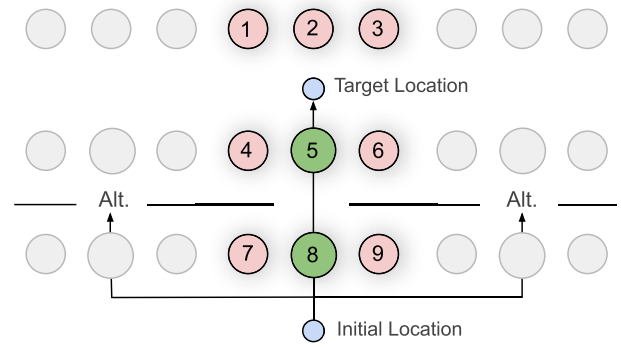 1 2 3
Target Location
4 5 6
Alt. Alt.
7 8 9
Initial Location